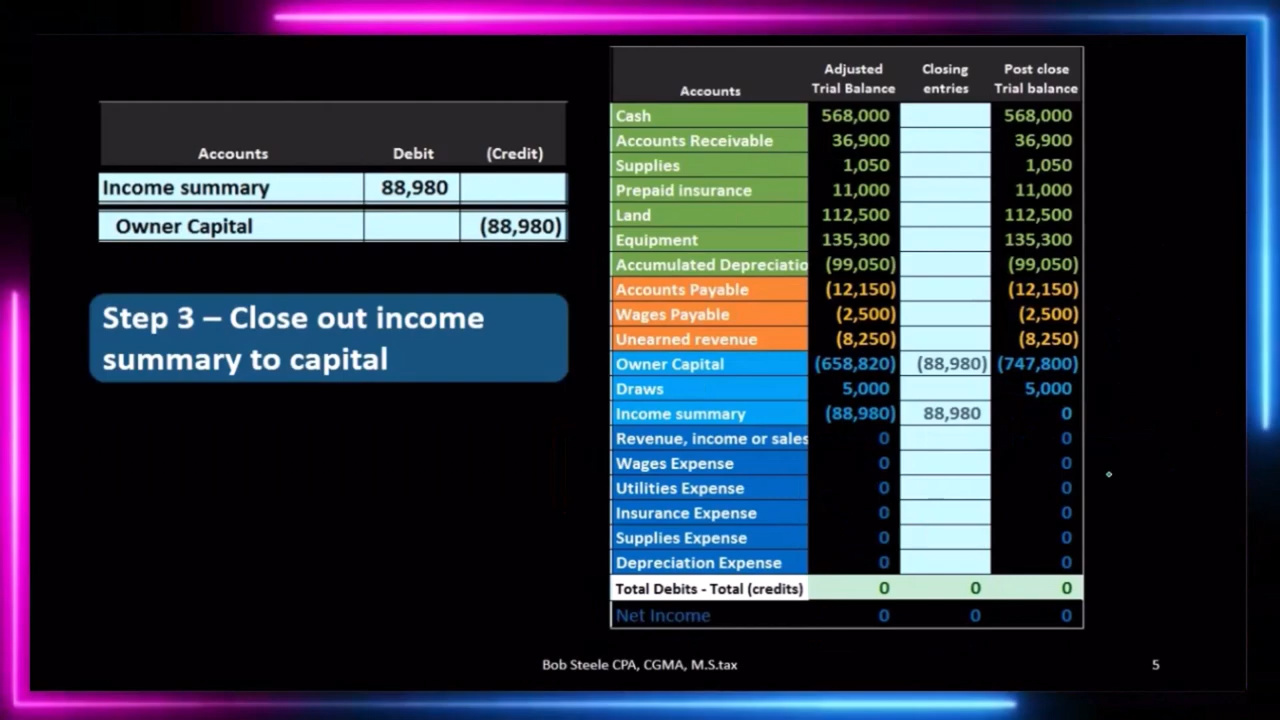 Accounts Debit (Credit)
Income summary 88,980
Owner Capital (88,980)
Step 3 – Close out income
summary to capital
Adjusted Closing Post close
Accounts Trial Balance entries Trial balance
Cash 568,000 568,000
Accounts Receivable 36,900 36,900
Supplies 1,050 1,050
Prepaid insurance 11,000 11,000
Land 112,500 112,500
Equipment 135,300 135,300
Accumulated Depreciatio (99,050) (99,050)
Accounts Payable (12,150) (12,150)
Wages Payable (2,500) (2,500)
Unearned revenue (8,250) (8,250)
Owner Capital (658,820) (88,980) (747,800)
Draws 5,000 5,000
Income summary (88,980) 88,980 0
Revenue, income or sales 0 0
Wages Expense 0 0
Utilities Expense 0 0
Insurance Expense 0 0
Supplies Expense 0 0
Depreciation Expense 0 0
Total Debits - Total (credits) 0 0 0
Net Income 0 0 0
Bob Steele CPA, CGMA, M.S.tax 5